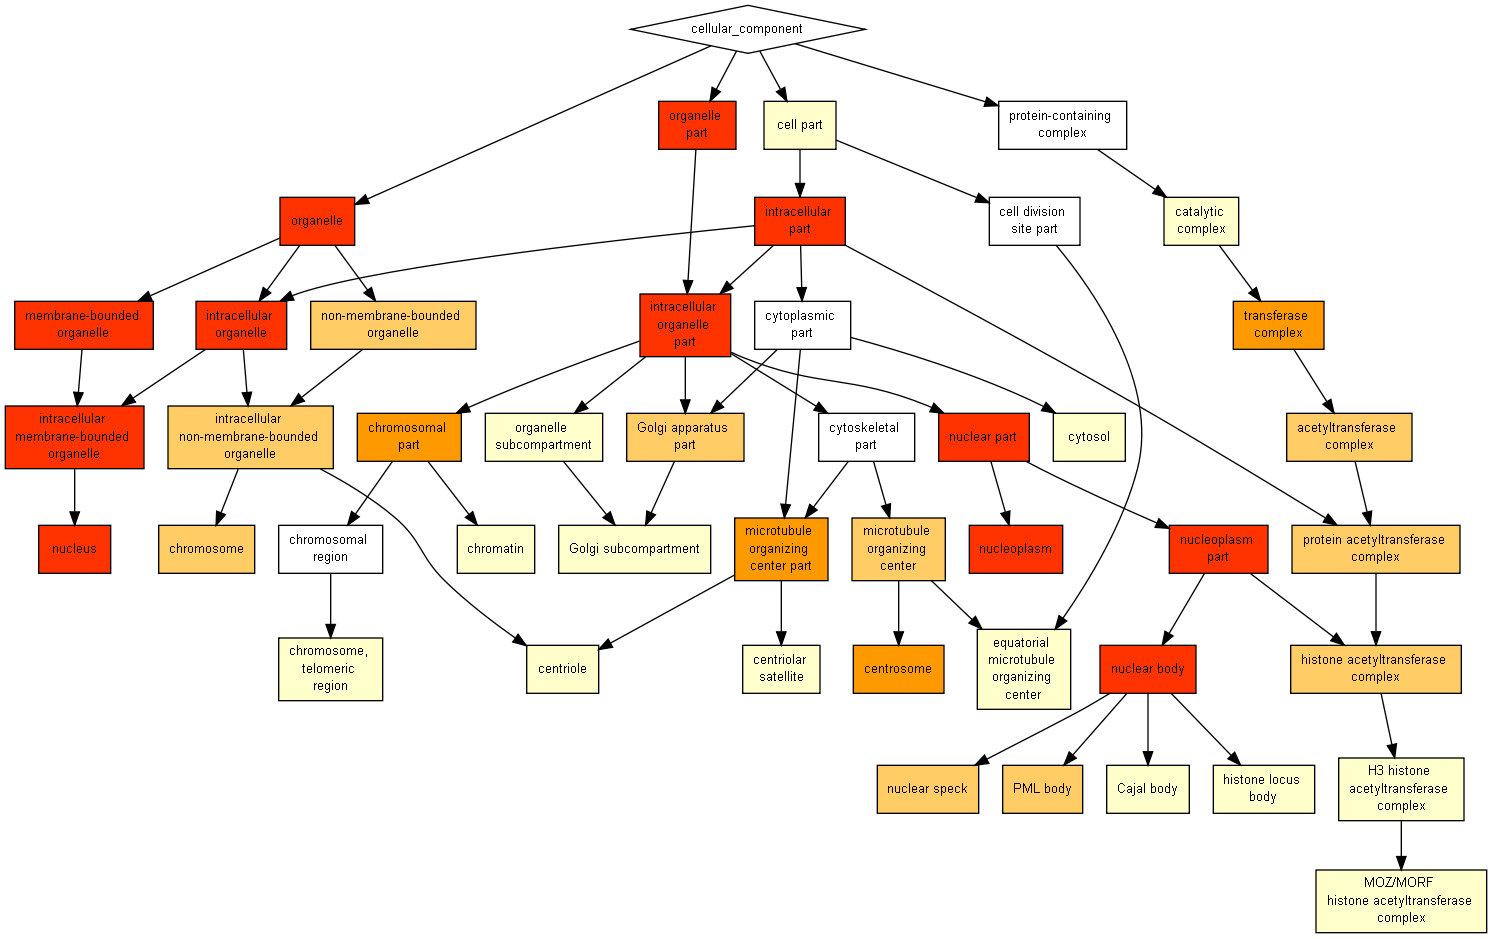 cellular_component
organelle
part
cell part
protein-containing
complex
organelle
intracellular
part
cell division
site part
catalytic
complex
membrane-bounded
organelle
intracellular
organelle
non-membrane-bounded
organelle
intracellular
organelle
part
cytoplasmic
part
transferase
complex
intracellular
membrane-bounded
organelle
intracellular
non-membrane-bounded
organelle
chromosomal
part
organelle
subcompartment
Golgi apparatus
part
cytoskeletal
part
nuclear part
cytosol
acetyltransferase
complex
nucleus
chromosome
chromosomal
region
chromatin
Golgi subcompartment
microtubule
organizing
center part
microtubule
organizing
center
nucleoplasm
nucleoplasm
part
protein acetyltransferase
complex
chromosome,
telomeric
region
centriole
centriolar
satellite
centrosome
equatorial
microtubule
organizing
center
nuclear body
histone acetyltransferase
complex
nuclear speck
PML body
Cajal body
histone locus
body
H3 histone
acetyltransferase
complex
MOZ/MORF
histone acetyltransferase
complex